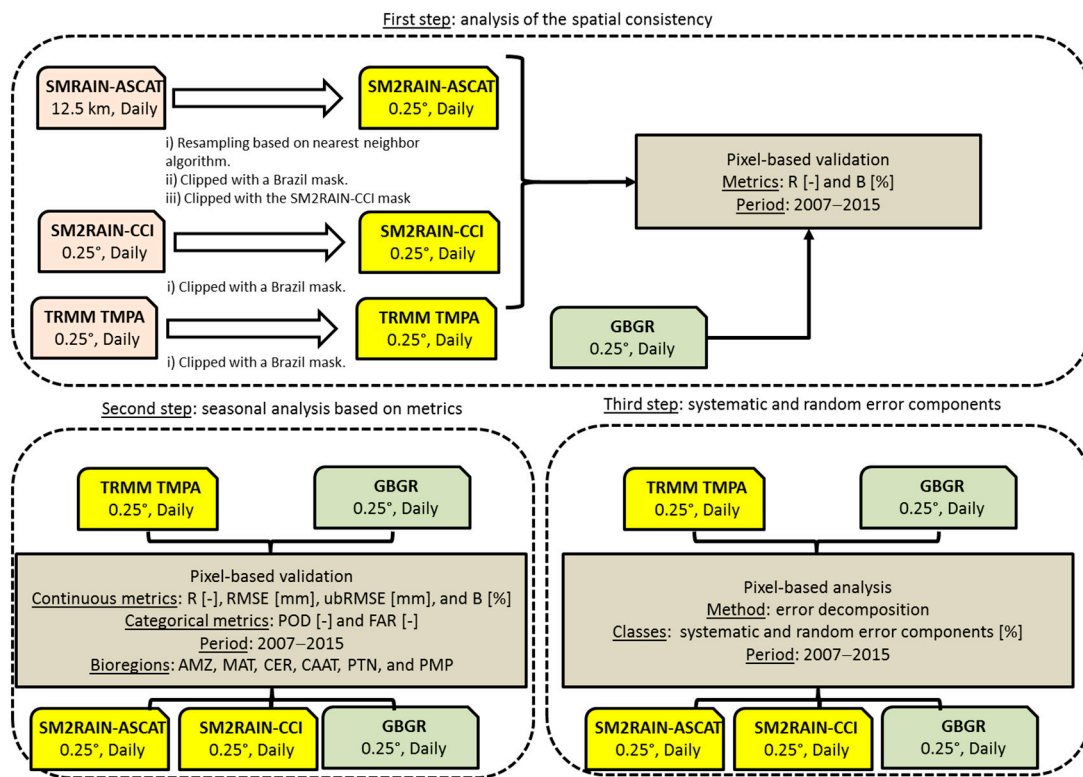 First step: analysis of the spatial consistency
SMRAIN-ASCAT
12.5 km, Daily
SM2RAIN-ASCAT
0.25°, Daily
i) Resampling based on nearest neighbor
algorithm.
ii) Clipped with a Brazil mask.
iii) Clipped with the SM2RAIN-CCI mask
SM2RAIN-CCI
0.25°, Daily
SM2RAIN-CCI
0.25°, Daily
i) Clipped with a Brazil mask.
TRMM TMPA
0.25°, Daily
TRMM TMPA
0.25°, Daily
i) Clipped with a Brazil mask.
Pixel-based validation
Metrics: R [-] and B [%]
Period: 2007–2015
GBGR
0.25°, Daily
Second step: seasonal analysis based on metrics
TRMM TMPA
0.25°, Daily
GBGR
0.25°, Daily
Pixel-based validation
Continuous metrics: R [-], RMSE [mm], ubRMSE [mm], and B [%]
Categorical metrics: POD [-] and FAR [-]
Period: 2007–2015
Bioregions: AMZ, MAT, CER, CAAT, PTN, and PMP
SM2RAIN-ASCAT
0.25°, Daily
SM2RAIN-CCI
0.25°, Daily
GBGR
0.25°, Daily
Third step: systematic and random error components
TRMM TMPA
0.25°, Daily
GBGR
0.25°, Daily
Pixel-based analysis
Method: error decomposition
Classes: systematic and random error components [%]
Period: 2007–2015
SM2RAIN-ASCAT
0.25°, Daily
SM2RAIN-CCI
0.25°, Daily
GBGR
0.25°, Daily